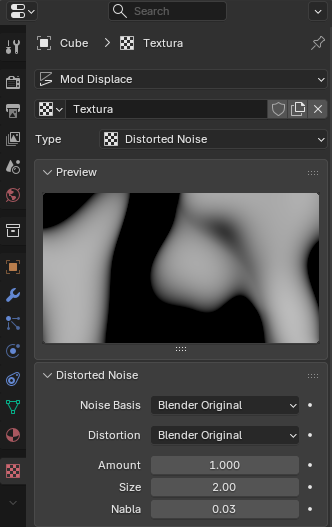 Search
Cube > Textura
Mod Displace
Textura
Type Distorted Noise
Preview
Distorted Noise
Noise Basis Blender Original
Distortion Blender Original
Amount 1.000
Size 2.00
Nabla 0.03